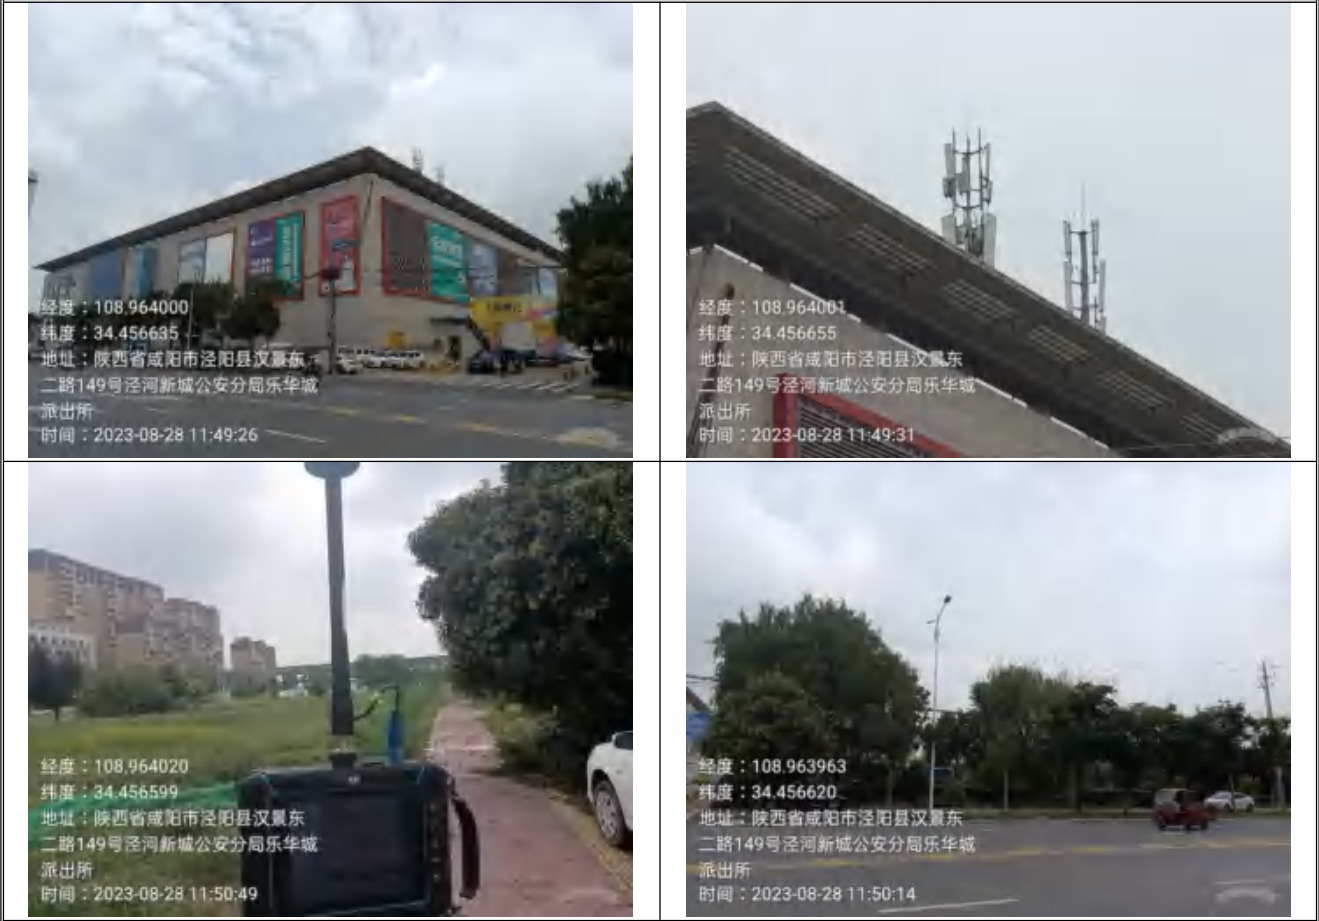 经度：108.964000
纬度：34.456635
地址：陕西省咸阳市泾阳县汉景东
二路149号泾河新城公安分局乐华城
派出所
时间：2023-08-28 11:49:26
经度：108.964001
纬度：34.456655
地址：陕西省咸阳市泾阳县汉景东
二路149号泾河新城公安分局乐华城
派出所
时间：2023-08-28 11:49:31
经度：108.964020
纬度：34.456599
地址：陕西省咸阳市泾阳县汉景东
二路149号泾河新城公安分局乐华城
派出所
时间：2023-08-28 11:50:49
经度：108.963963
纬度：34.456620
地址：陕西省咸阳市泾阳县汉景东
二路149号泾河新城公安分局乐华城
派出所
时间：2023-08-28 11:50:14